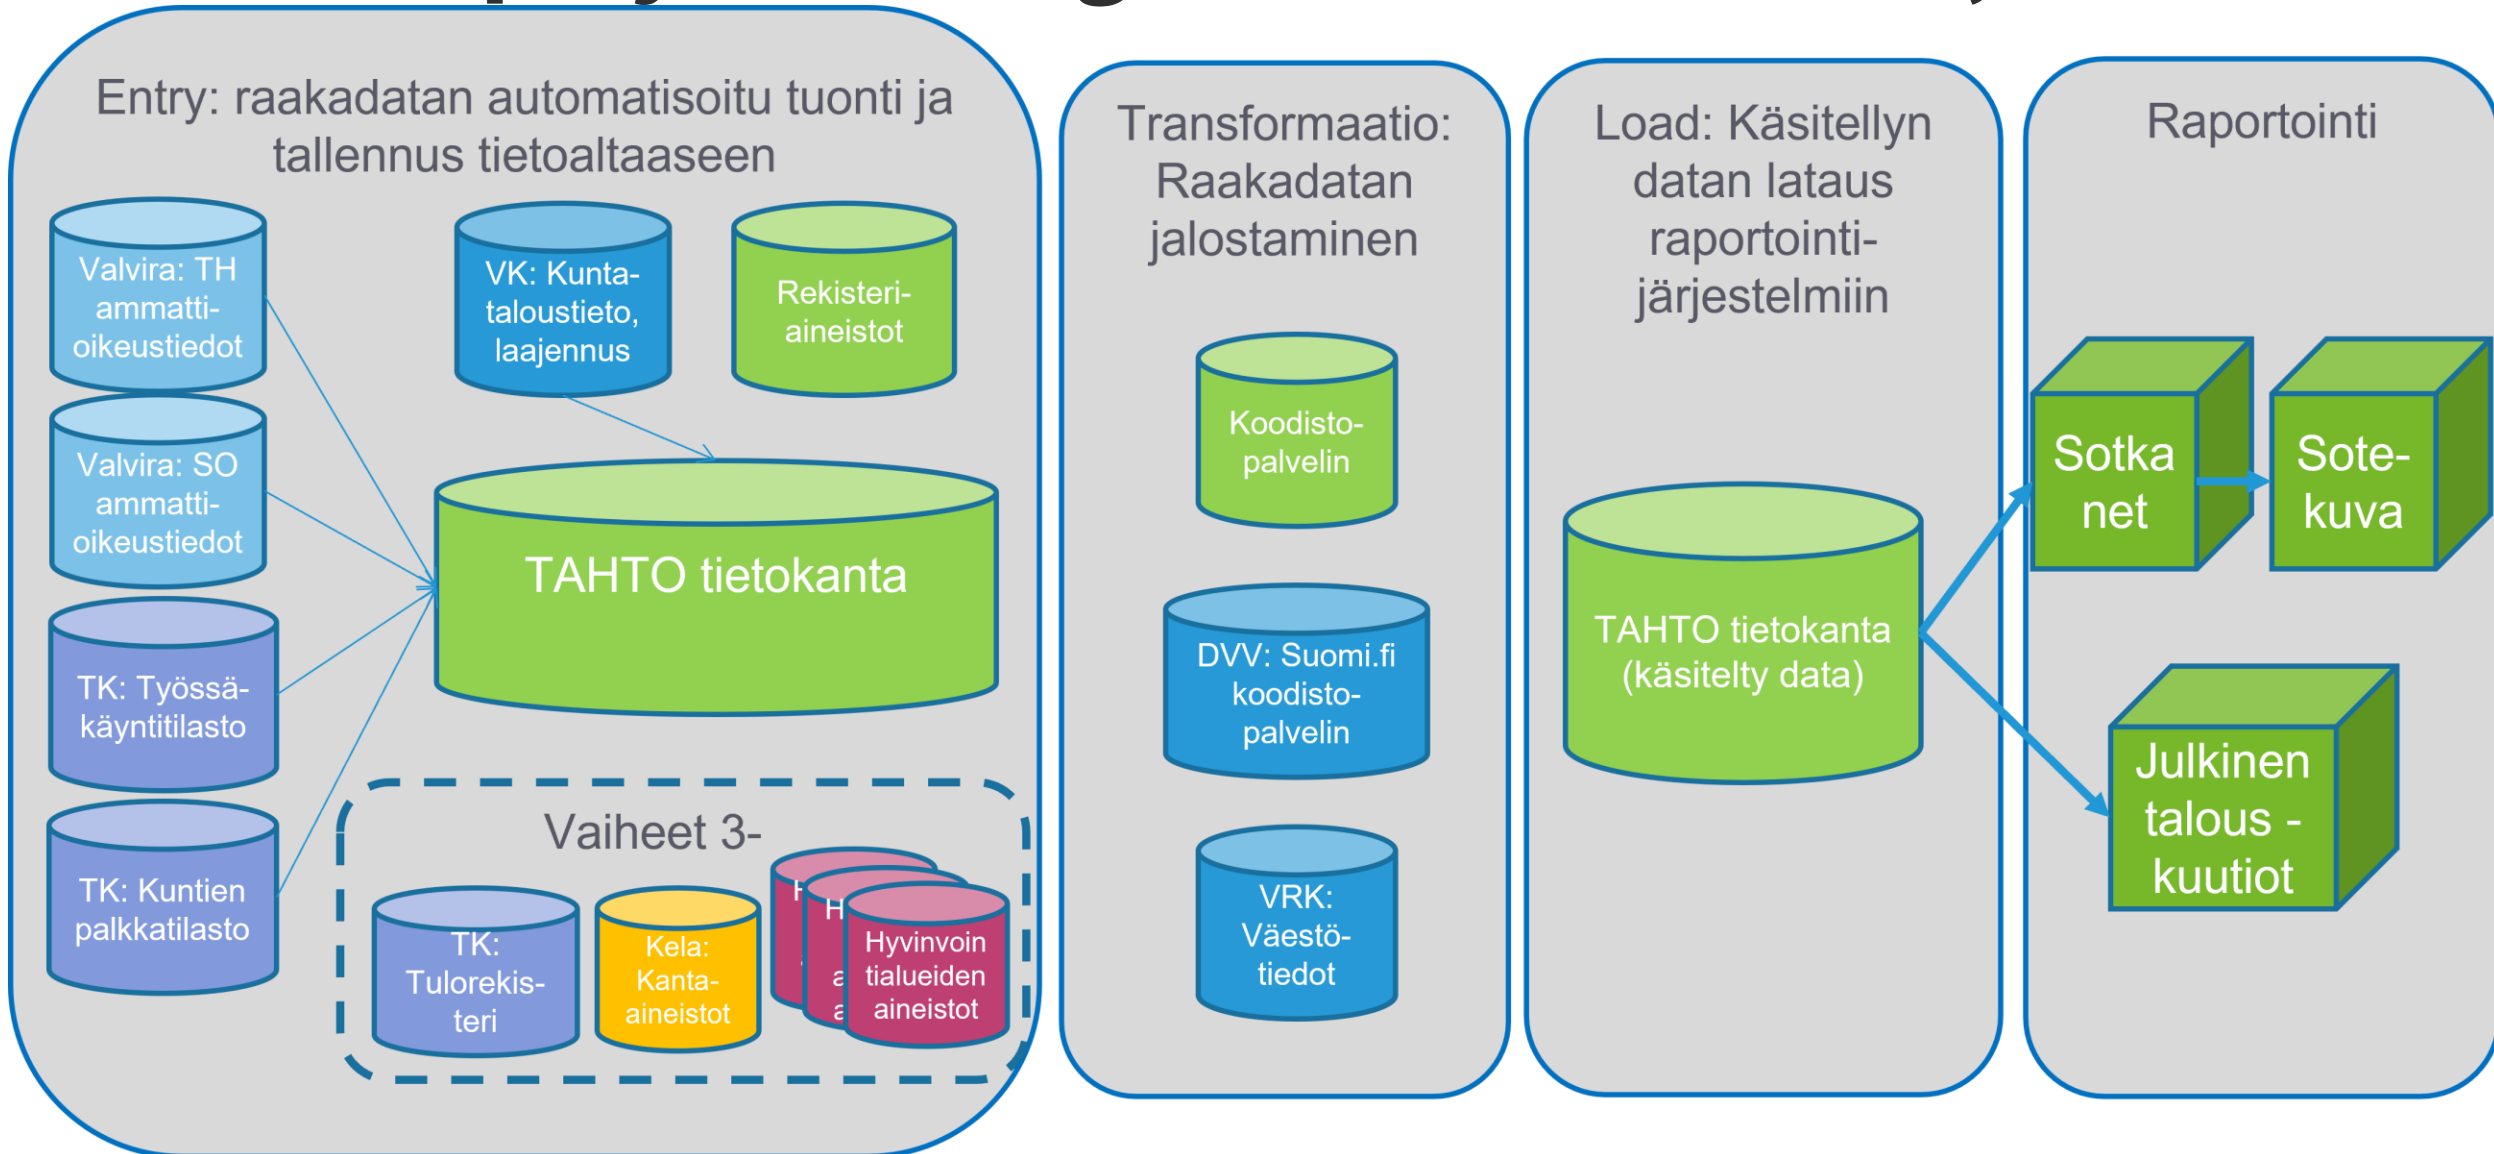 Entry: raakadatan automatisoitu tuonti ja
tallennus tietoaltaaseen
Valvira: TH
ammatti-
oikeustiedot
VK: Kunta-
taloustieto,
laajennus
Rekisteri-
aineistot
Valvira: SO
ammatti-
oikeustiedot
TAHTO tietokanta
TK: Työssä-
käyntitilasto
TK: Kuntien
palkkatilasto
Vaiheet 3-
TK:
Tulorekis-
teri
Kela:
Kanta-
aineistot
Hyvinvoin
tialueiden
aineistot
Transformaatio:
Raakadatan
jalostaminen
Koodisto-
palvelin
DVV: Suomi.fi
koodisto-
palvelin
VRK:
Väestö-
tiedot
Load: Käsitellyn
datan lataus
raportointi-
järjestelmiin
TAHTO tietokanta
(käsitelty data)
Raportointi
Sotka
net
Sote-
kuva
Julkinen
talous -
kuutiot